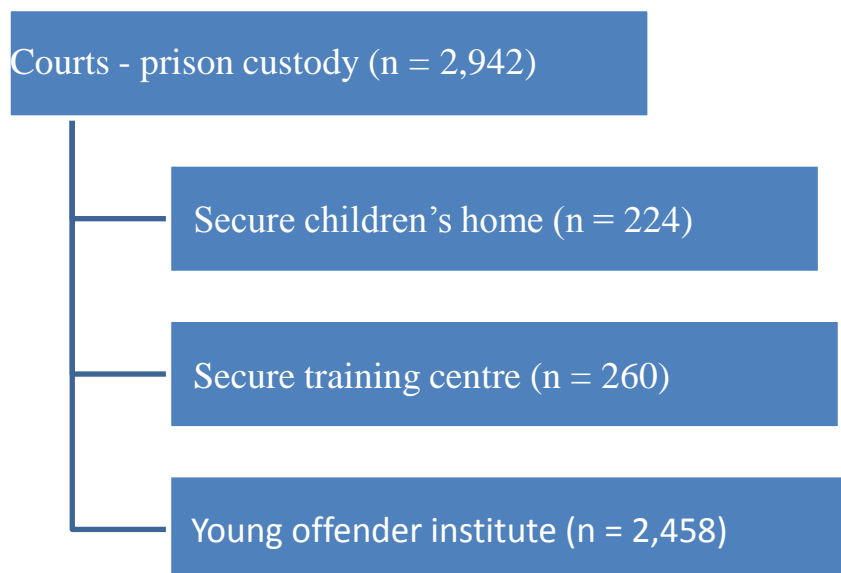 Courts - prison custody (n = 2,942)
Secure children’s home (n = 224)
Secure training centre (n = 260)
Young offender institute (n = 2,458)